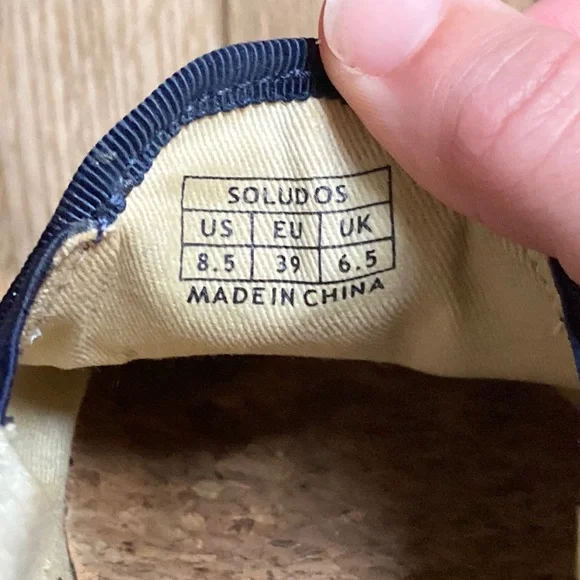 SOLUDOS
US EU UK
8.5 39 6.5
MADE IN CHINA